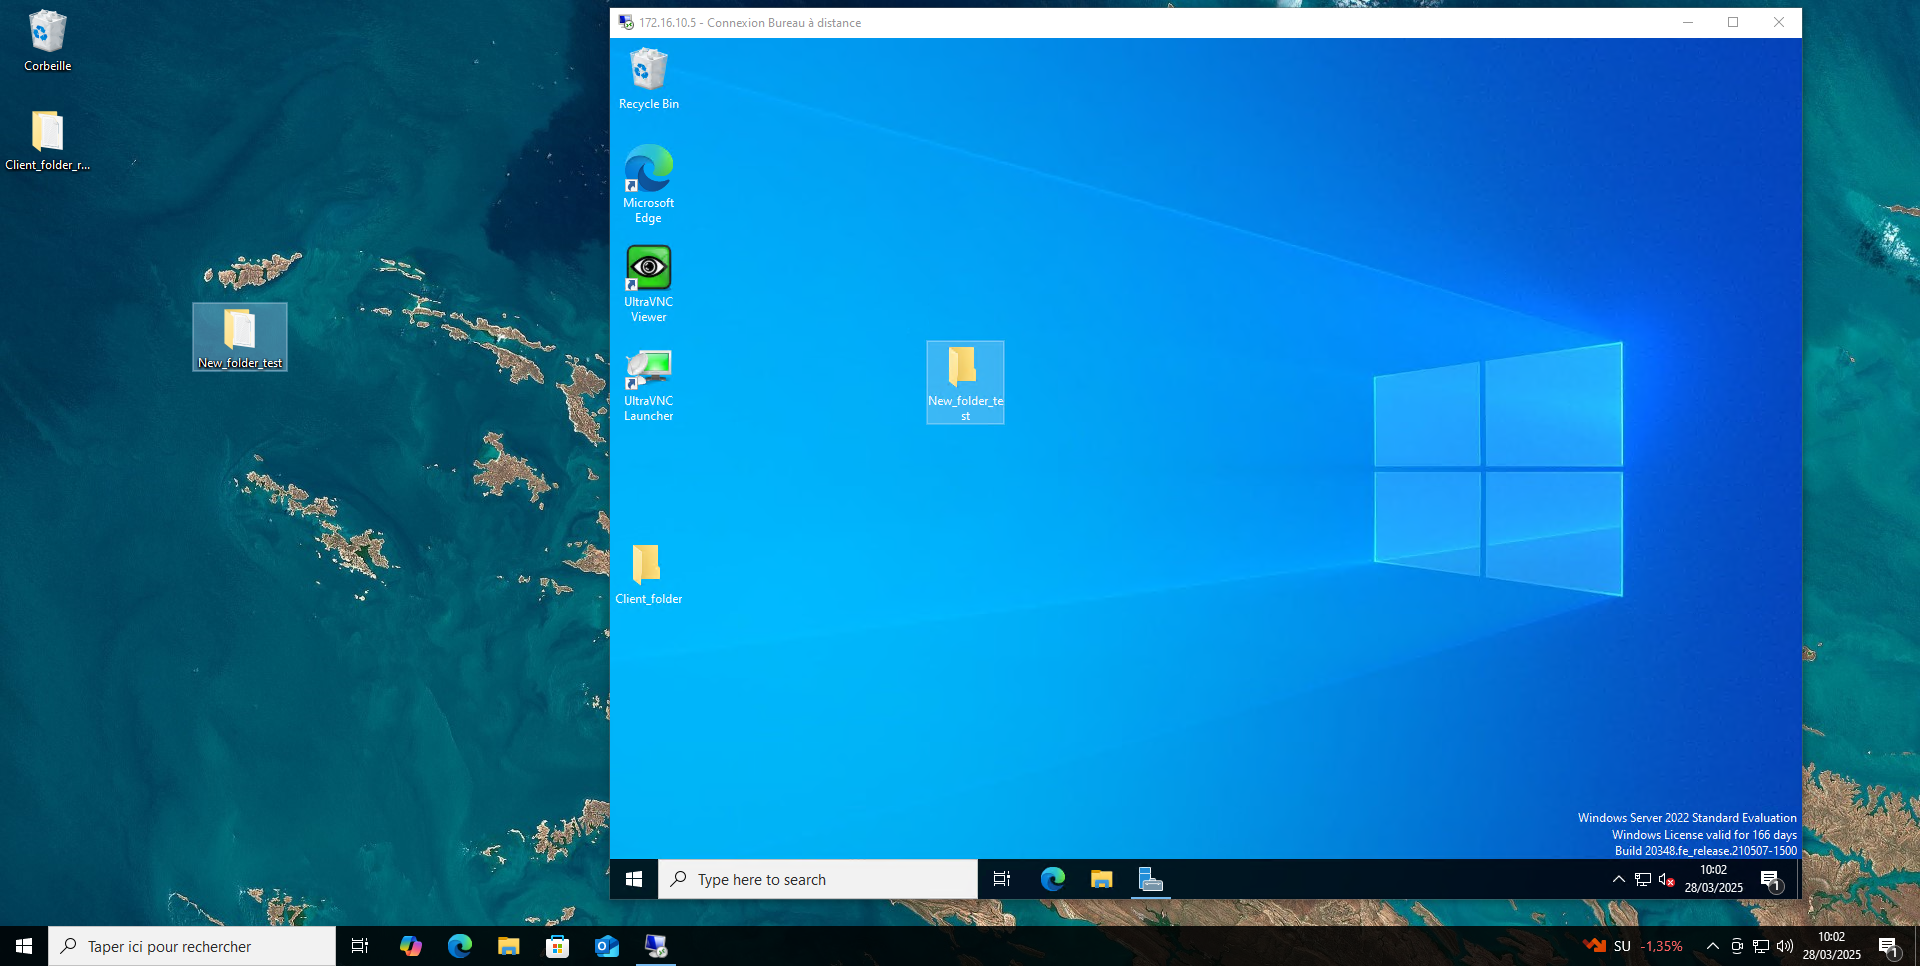 Corbeille
Client_folder_r...
New_folder_test
172.16.10.5 - Connexion Bureau à distance
Recycle Bin
Microsoft
Edge
UltraVNC
Viewer
UltraVNC
Launcher
New_folder_te
st
Client_folder
Windows Server 2022 Standard Evaluation
Windows License valid for 166 days
Build 20348.fe_release.210507-1500
Type here to search
10:02
28/03/2025
1
Taper ici pour rechercher
SU -1,35%
10:02
28/03/2025
1